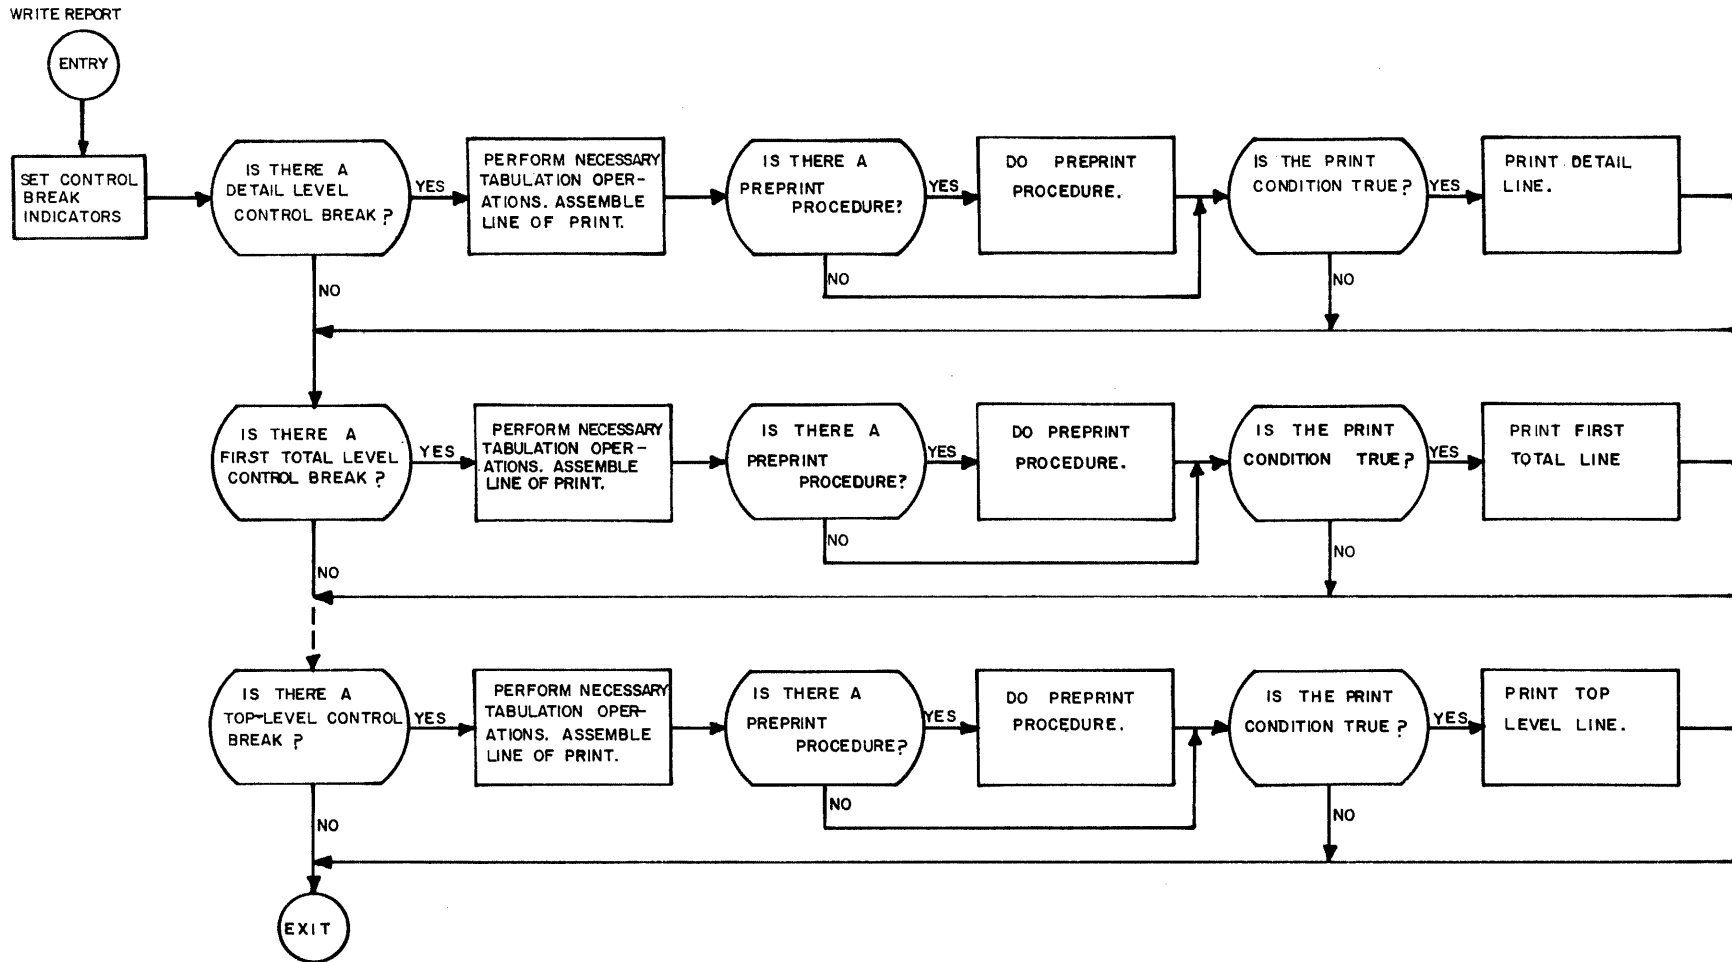 WRITE REPORT
ENTRY
SET CONTROL
BREAK
INDICATORS
IS THERE A
DETAIL LEVEL
CONTROL BREAK?
YES
NO
PERFORM NECESSARY
TABULATION OPER-
ATIONS. ASSEMBLE
LINE OF PRINT.
IS THERE A
PREPRINT
PROCEDURE?
YES
NO
DO PREPRINT
PROCEDURE.
IS THE PRINT
CONDITION TRUE?
YES
NO
PRINT DETAIL
LINE.
IS THERE A
FIRST TOTAL LEVEL
CONTROL BREAK?
YES
NO
PERFORM NECESSARY
TABULATION OPER-
ATIONS. ASSEMBLE
LINE OF PRINT.
IS THERE A
PREPRINT
PROCEDURE?
YES
NO
DO PREPRINT
PROCEDURE.
IS THE PRINT
CONDITION TRUE?
YES
NO
PRINT FIRST
TOTAL LINE
IS THERE A
TOP-LEVEL CONTROL
BREAK?
YES
NO
PERFORM NECESSARY
TABULATION OPER-
ATIONS. ASSEMBLE
LINE OF PRINT.
IS THERE A
PREPRINT
PROCEDURE?
YES
NO
DO PREPRINT
PROCEDURE.
IS THE PRINT
CONDITION TRUE?
YES
NO
PRINT TOP
LEVEL LINE.
EXIT